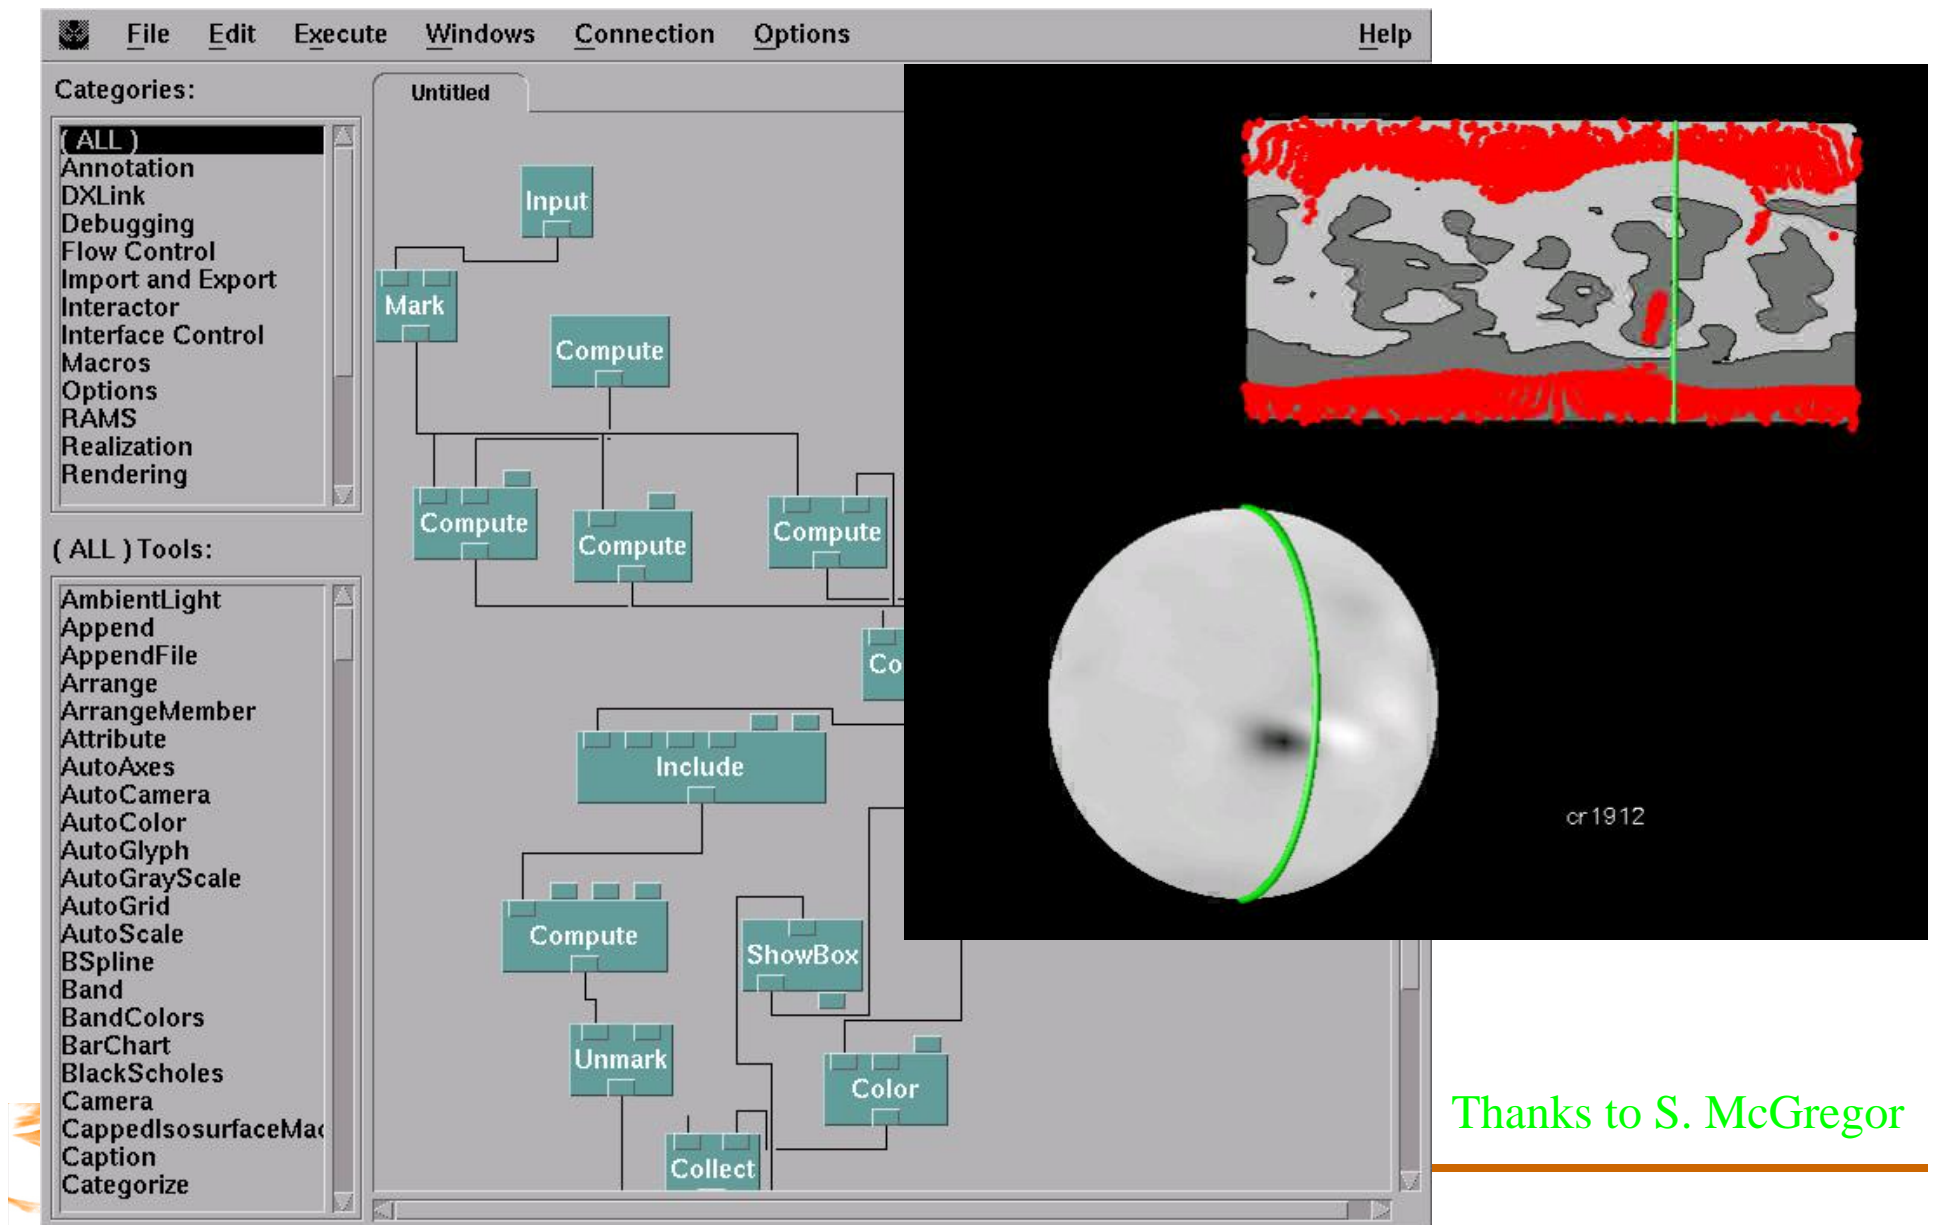 File Edit Execute Windows Connection Options Help
Categories:
( ALL )
Annotation
DXLink
Debugging
Flow Control
Import and Export
Interactor
Interface Control
Macros
Options
RAMS
Realization
Rendering
( ALL ) Tools:
AmbientLight
Append
AppendFile
Arrange
ArrangeMember
Attribute
AutoAxes
AutoCamera
AutoColor
AutoGlyph
AutoGrayScale
AutoGrid
AutoScale
BSpline
Band
BandColors
BarChart
BlackScholes
Camera
CappedIsosurfaceMac
Caption
Categorize
Untitled
Input
Mark
Compute
Compute
Compute
Compute
Co
Include
Compute
ShowBox
Unmark
Color
Collect
cr1912
Thanks to S. McGregor